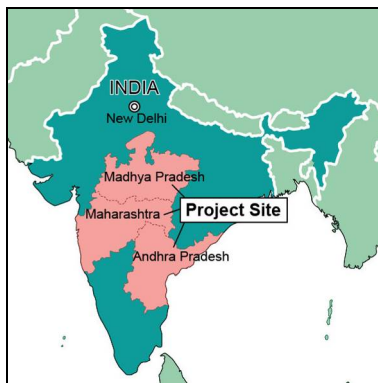 INDIA
New Delhi
Madhya Pradesh
Maharashtra
Project Site
Andhra Pradesh